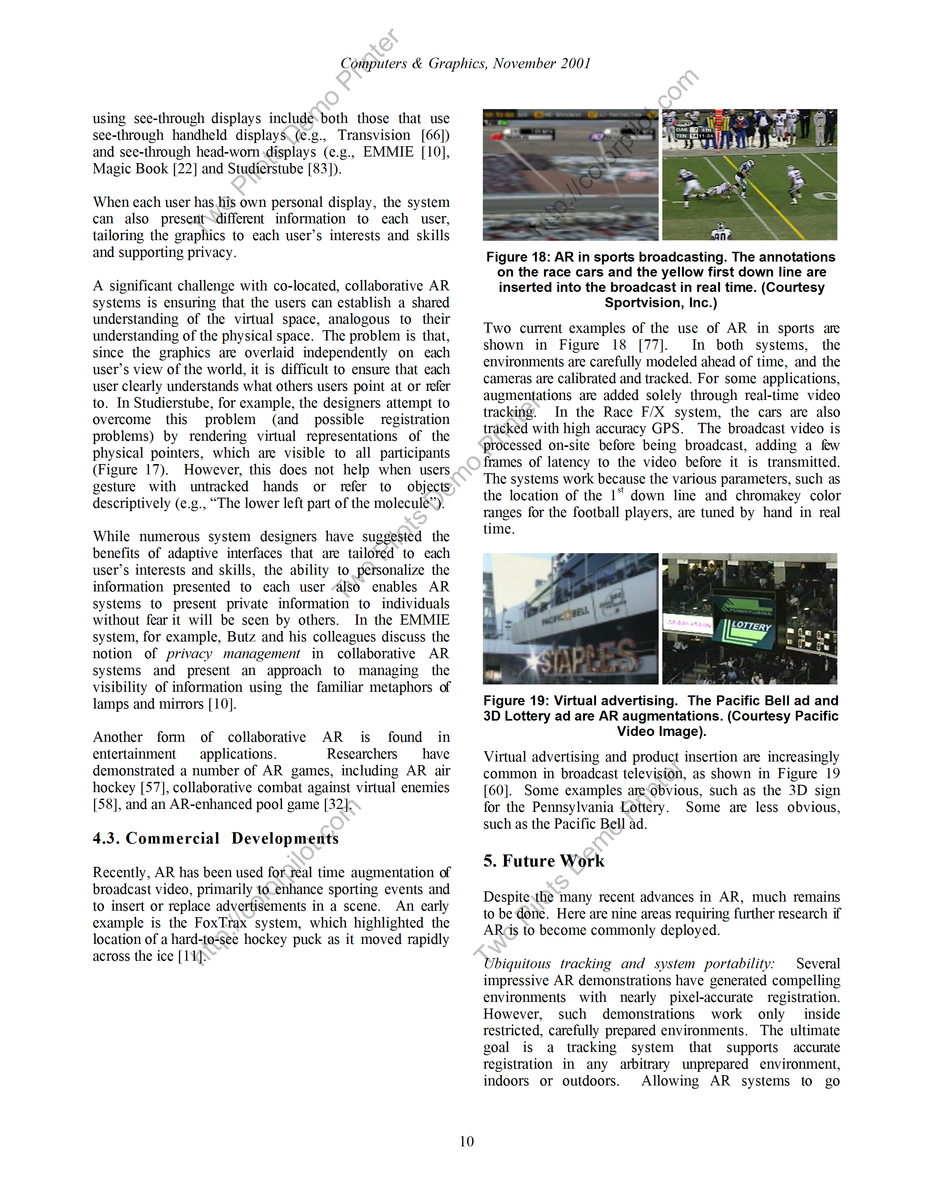 Computers & Graphics, November 2001
using see-through displays include both those that use
see-through handheld displays (e.g., Transvision [66])
and see-through head-worn displays (e.g., EMMIE [10],
Magic Book [22] and Studierstube [83]).
When each user has his own personal display, the system
can also present different information to each user,
tailoring the graphics to each user's interests and skills
and supporting privacy.
A significant challenge with co-located, collaborative AR
systems is ensuring that the users can establish a shared
understanding of the virtual space, analogous to their
understanding of the physical space. The problem is that,
since the graphics are overlaid independently on each
user's view of the world, it is difficult to ensure that each
user clearly understands what others users point at or refer
to. In Studierstube, for example, the designers attempt to
overcome this problem (and possible registration
problems) by rendering virtual representations of the
physical pointers, which are visible to all participants
(Figure 17). However, this does not help when users
gesture with untracked hands or refer to objects
descriptively (e.g., “The lower left part of the molecule”).
While numerous system designers have suggested the
benefits of adaptive interfaces that are tailored to each
user's interests and skills, the ability to personalize the
information presented to each user also enables AR
systems to present private information to individuals
without fear it will be seen by others. In the EMMIE
system, for example, Butz and his colleagues discuss the
notion of privacy management in collaborative AR
systems and present an approach to managing the
visibility of information using the familiar metaphors of
lamps and mirrors [10].
Another form of collaborative AR is found in
entertainment applications. Researchers have
demonstrated a number of AR games, including AR air
hockey [57], collaborative combat against virtual enemies
[58], and an AR-enhanced pool game [32].
4.3. Commercial Developments
Recently, AR has been used for real time augmentation of
broadcast video, primarily to enhance sporting events and
to insert or replace advertisements in a scene. An early
example is the FoxTrax system, which highlighted the
location of a hard-to-see hockey puck as it moved rapidly
across the ice [11].
OAK 7 4TH
TEN 14 11:04
80
Figure 18: AR in sports broadcasting. The annotations
on the race cars and the yellow first down line are
inserted into the broadcast in real time. (Courtesy
Sportvision, Inc.)
Two current examples of the use of AR in sports are
shown in Figure 18 [77]. In both systems, the
environments are carefully modeled ahead of time, and the
cameras are calibrated and tracked. For some applications,
augmentations are added solely through real-time video
tracking. In the Race F/X system, the cars are also
tracked with high accuracy GPS. The broadcast video is
processed on-site before being broadcast, adding a few
frames of latency to the video before it is transmitted.
The systems work because the various parameters, such as
the location of the 1st down line and chromakey color
ranges for the football players, are tuned by hand in real
time.
PACIFIC BELL
STAPLES
PENNSYLVANIA
LOTTERY
Figure 19: Virtual advertising. The Pacific Bell ad and
3D Lottery ad are AR augmentations. (Courtesy Pacific
Video Image).
Virtual advertising and product insertion are increasingly
common in broadcast television, as shown in Figure 19
[60]. Some examples are obvious, such as the 3D sign
for the Pennsylvania Lottery. Some are less obvious,
such as the Pacific Bell ad.
5. Future Work
Despite the many recent advances in AR, much remains
to be done. Here are nine areas requiring further research if
AR is to become commonly deployed.
Ubiquitous tracking and system portability: Several
impressive AR demonstrations have generated compelling
environments with nearly pixel-accurate registration.
However, such demonstrations work only inside
restricted, carefully prepared environments. The ultimate
goal is a tracking system that supports accurate
registration in any arbitrary unprepared environment,
indoors or outdoors. Allowing AR systems to go
10
Two Pilots Demo Printer
http://colorpilot.com
Two Pilots Demo Printer
http://colorpilot.com
Two Pilots Demo Printer